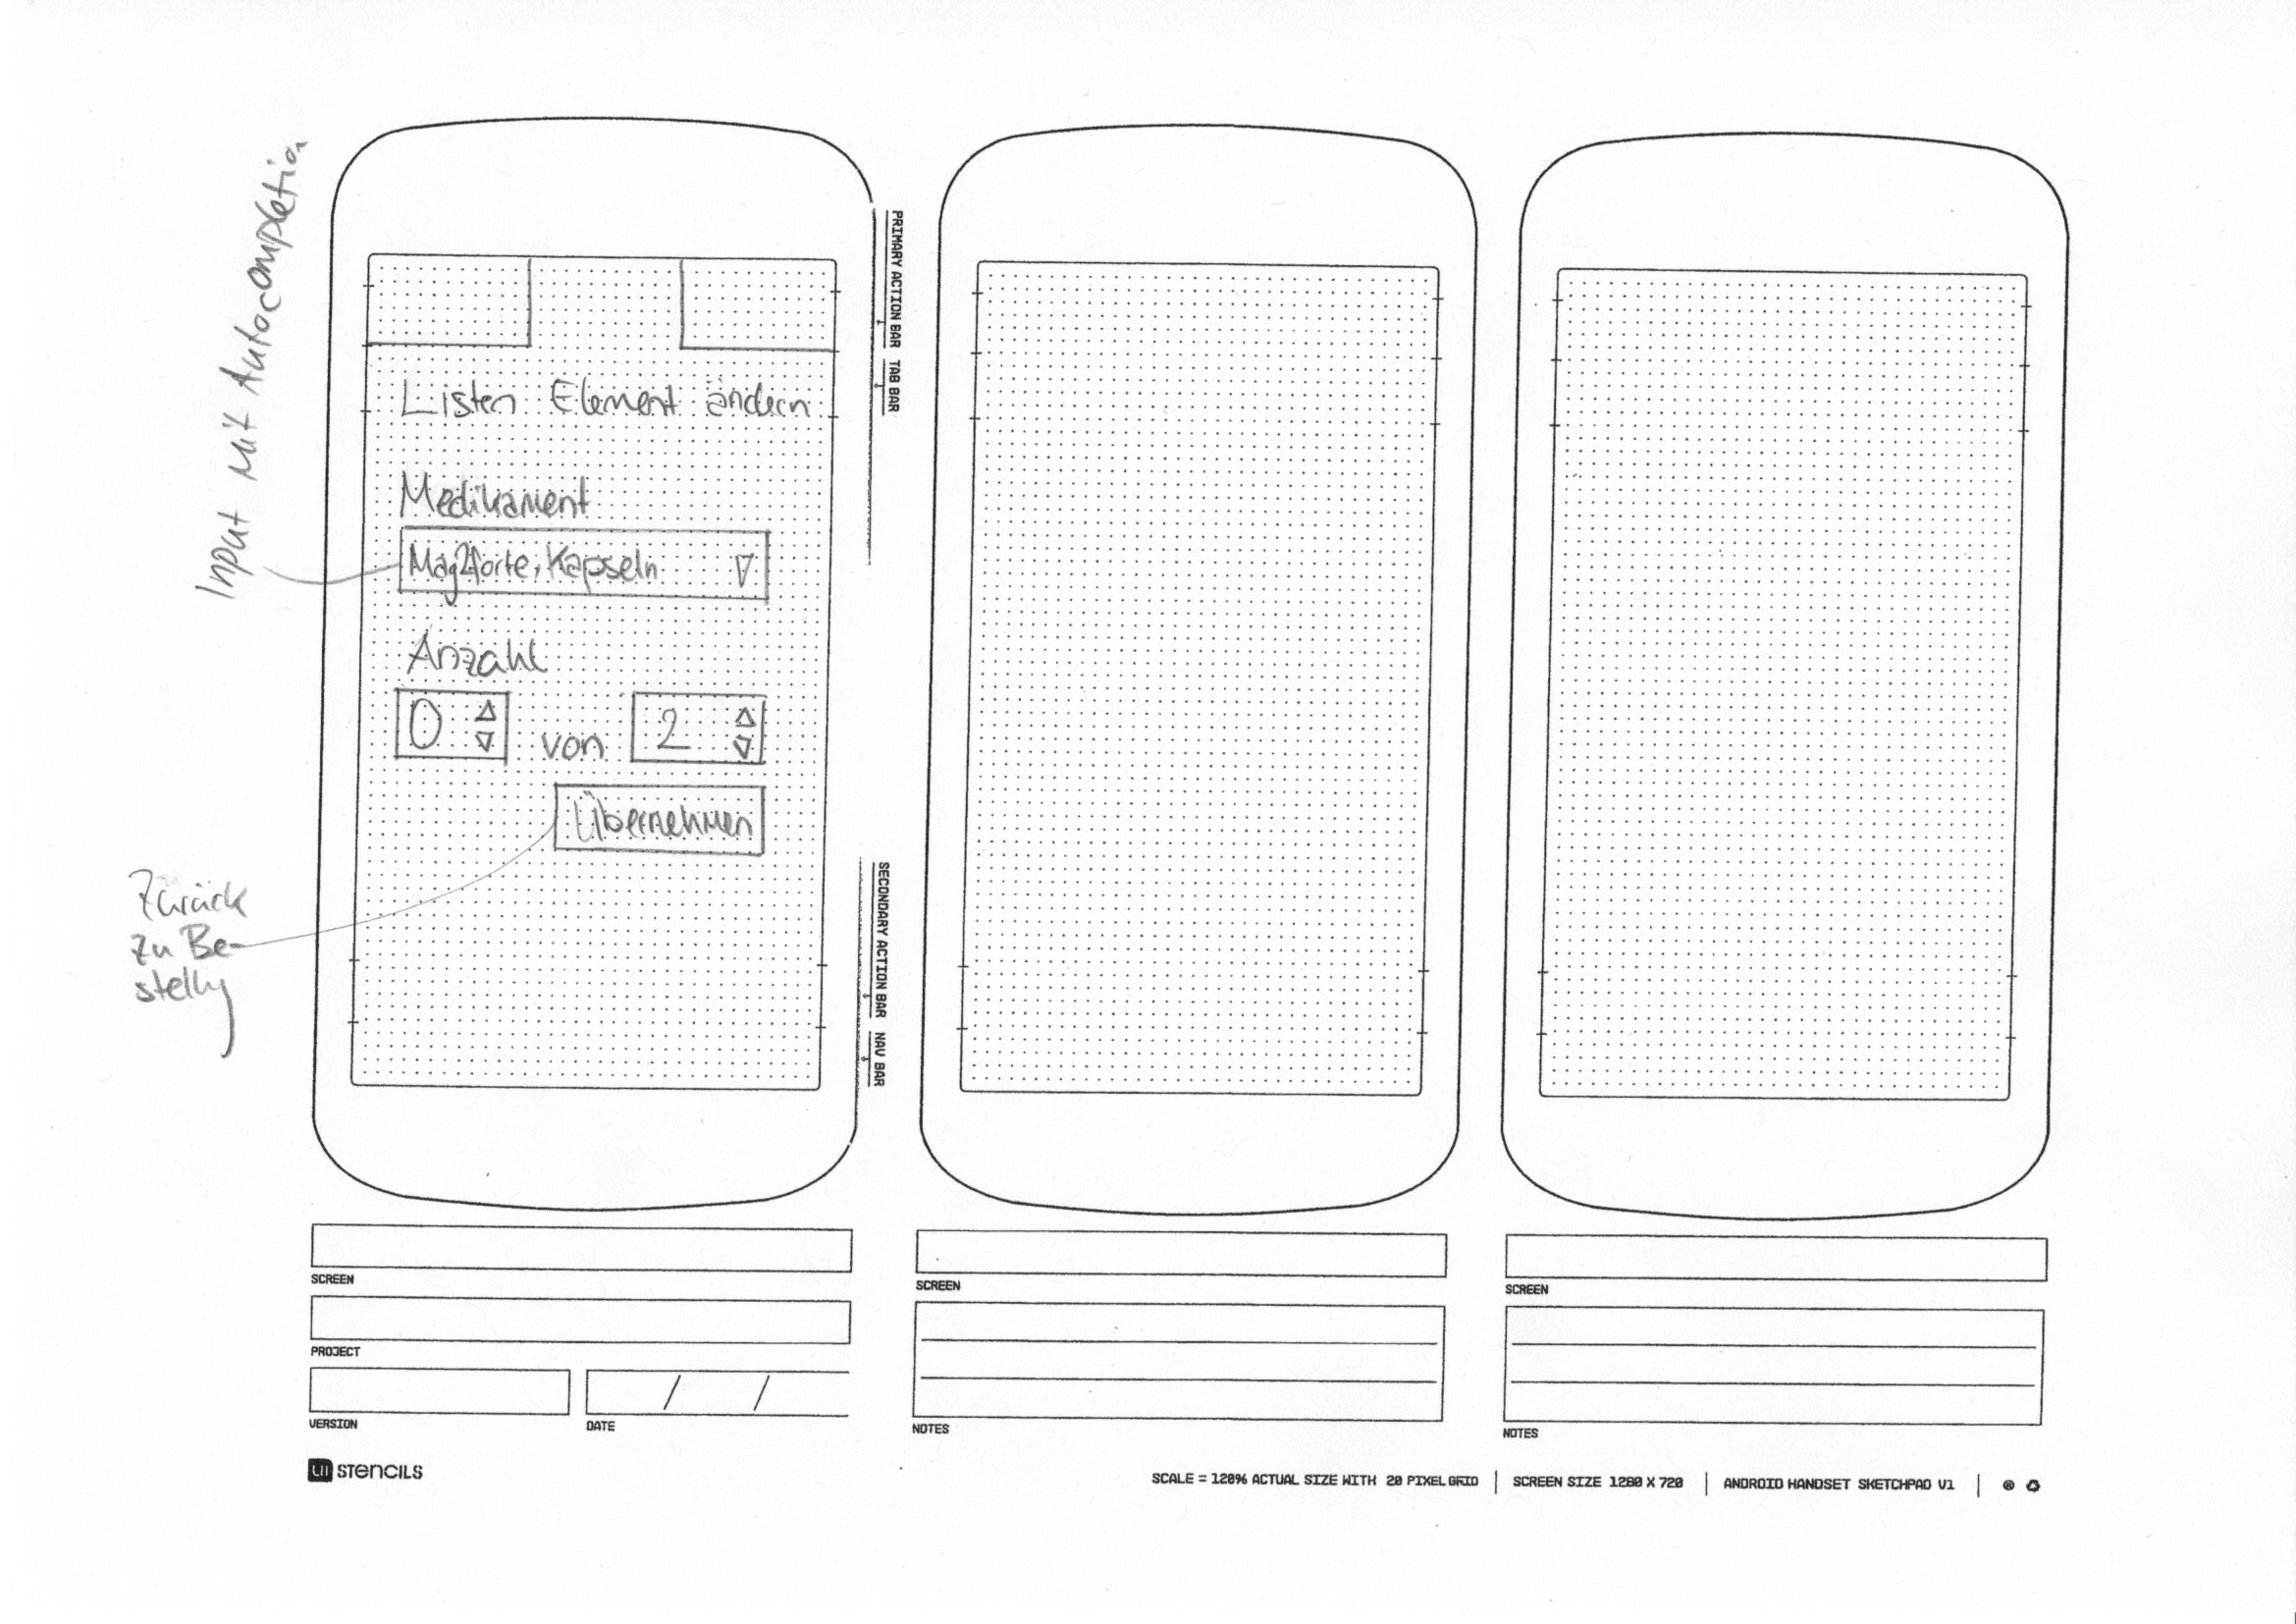 Input Mit Autocompletion
Listen Element ändern
Medikament
Mag2forte, Kapseln
Anzahl
0 von 2
Übernehmen
Zurück
zu Be-
PRIMARY ACTION BAR TAB BAR
SECONDARY ACTION BAR NAV BAR
SCREEN
PROJECT
VERSION
DATE
/ /
SCREEN
NOTES
SCREEN
NOTES
UI STENCILS
SCALE = 120% ACTUAL SIZE WITH 20 PIXEL GRID | SCREEN SIZE 1280 X 720 | ANDROID HANDSET SKETCHPAD V1 |